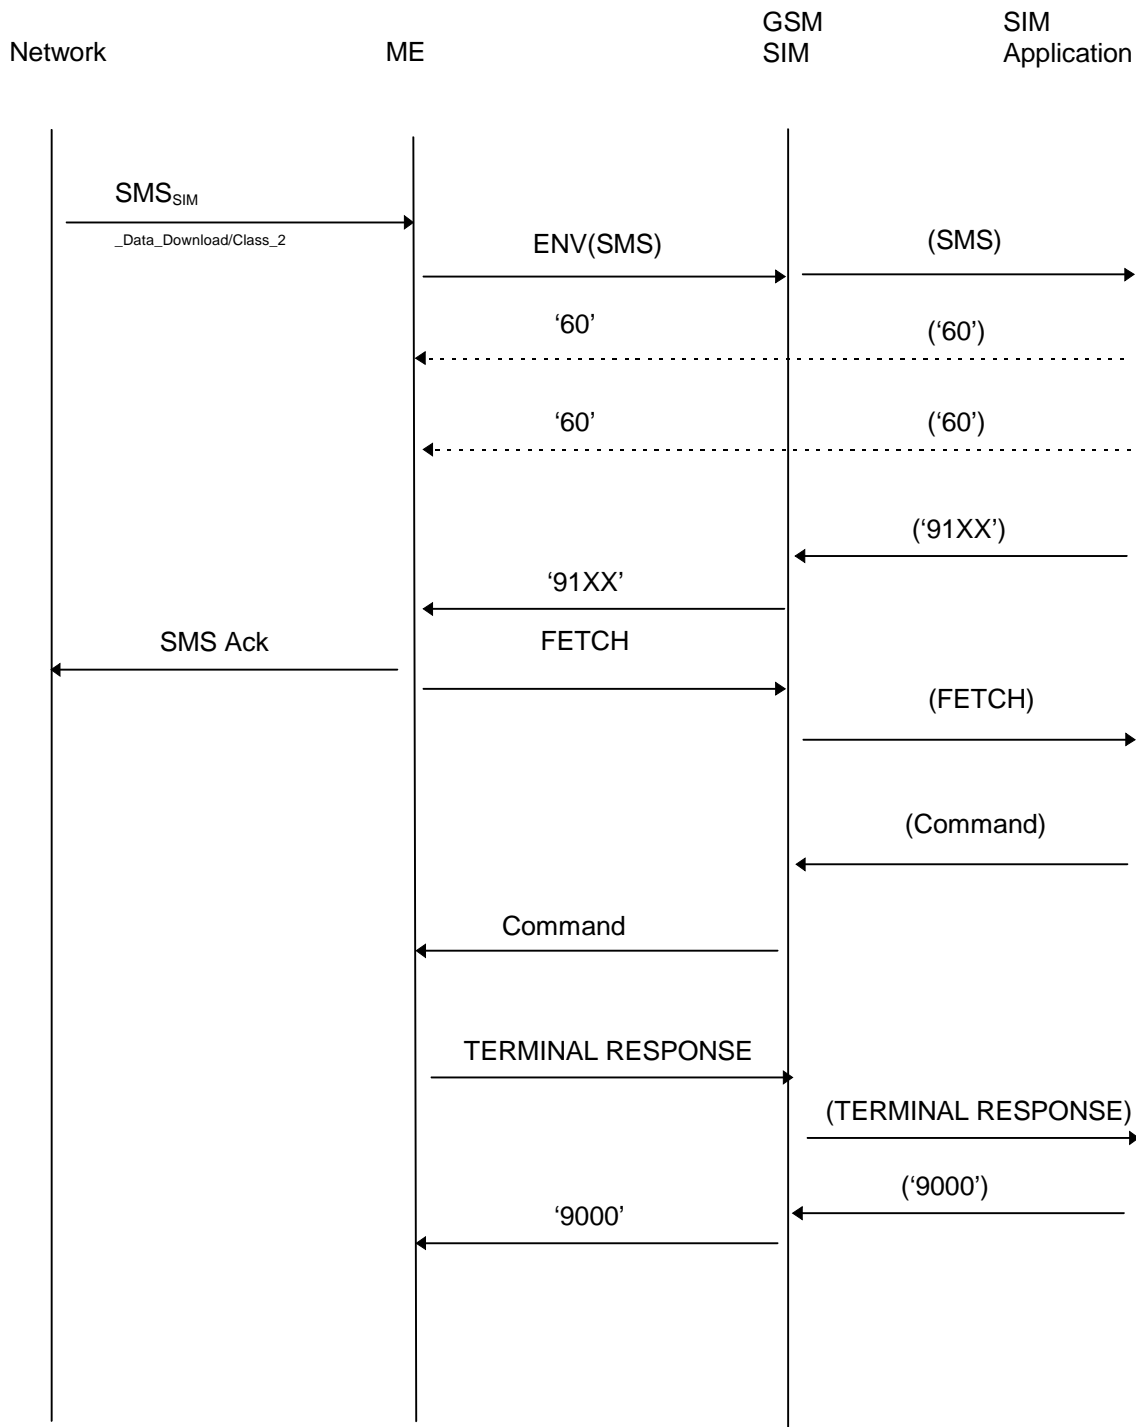 Network
ME
GSM
SIM
SIM
Application
SMSSIM
_Data_Download/Class_2
ENV(SMS)
(SMS)
‘60’
(‘60’)
‘60’
(‘60’)
(‘91XX’)
‘91XX’
SMS Ack
FETCH
(FETCH)
(Command)
Command
TERMINAL RESPONSE
(TERMINAL RESPONSE)
(‘9000’)
‘9000’